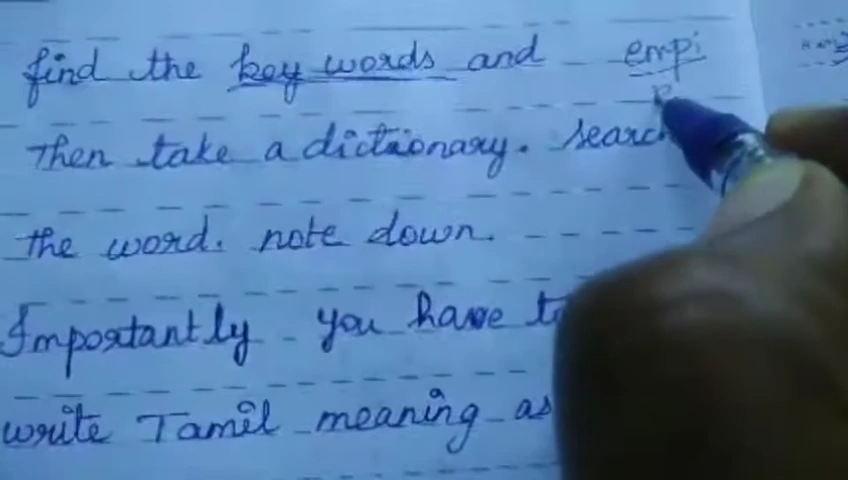 find the key words and empi
Then take a dictionary. search
the word. note down.
Importantly you have
write Tamil meaning as